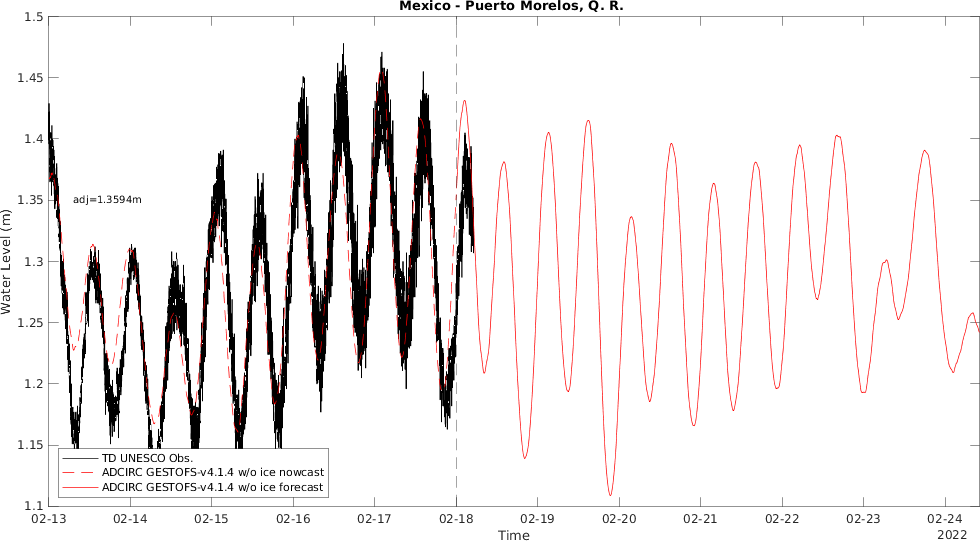 Mexico - Puerto Morelos, Q. R.
1.5
1.45
1.4
1.35
1.3
1.25
1.2
1.15
1.1
Water Level (m)
adj=1.3594m
TD UNESCO Obs.
ADCIRC GESTOFS-v4.1.4 w/o ice nowcast
ADCIRC GESTOFS-v4.1.4 w/o ice forecast
02-13 02-14 02-15 02-16 02-17 02-18 02-19 02-20 02-21 02-22 02-23 02-24
Time
2022